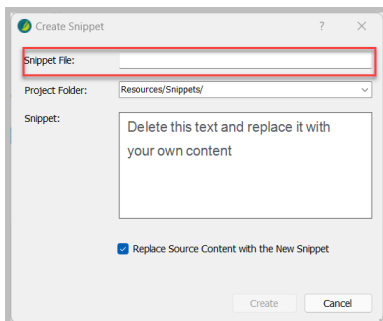 Create Snippet ?
Snippet File:
Project Folder: Resources/Snippets/
Snippet: Delete this text and replace it with
your own content
Replace Source Content with the New Snippet
Create Cancel